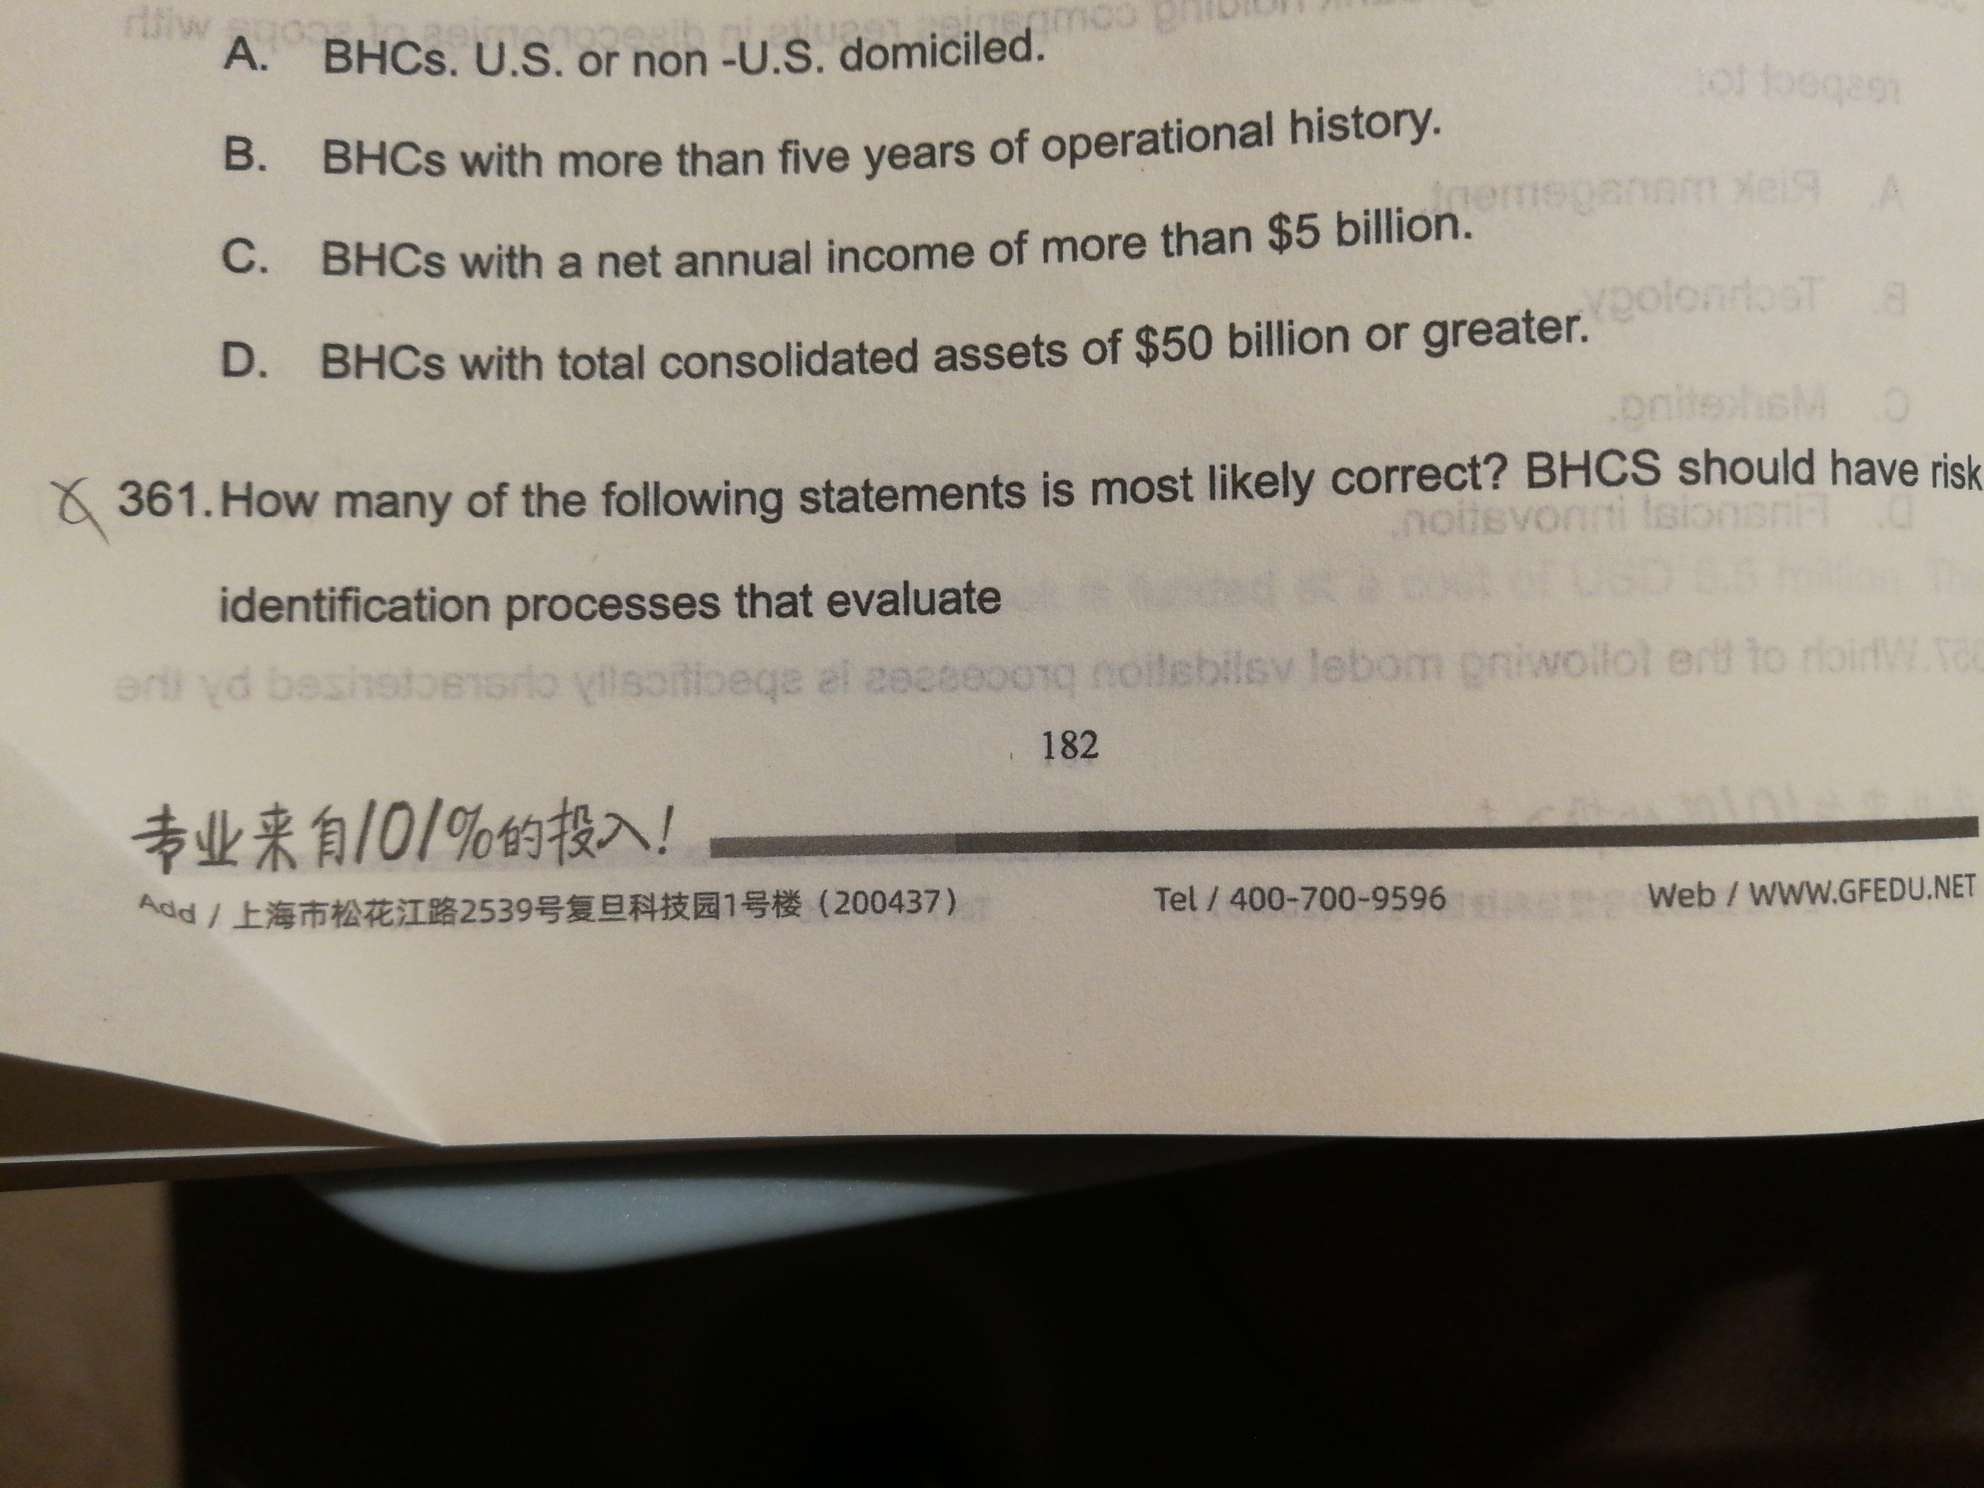 A. BHCs. U.S. or non -U.S. domiciled.
B. BHCs with more than five years of operational history.
C. BHCs with a net annual income of more than $5 billion.
D. BHCs with total consolidated assets of $50 billion or greater.
361. How many of the following statements is most likely correct? BHCS should have risk
identification processes that evaluate
182
专业来自101%的投入!
Add / 上海市松花江路2539号复旦科技园1号楼（200437） Tel / 400-700-9596 Web / WWW.GFEDU.NET